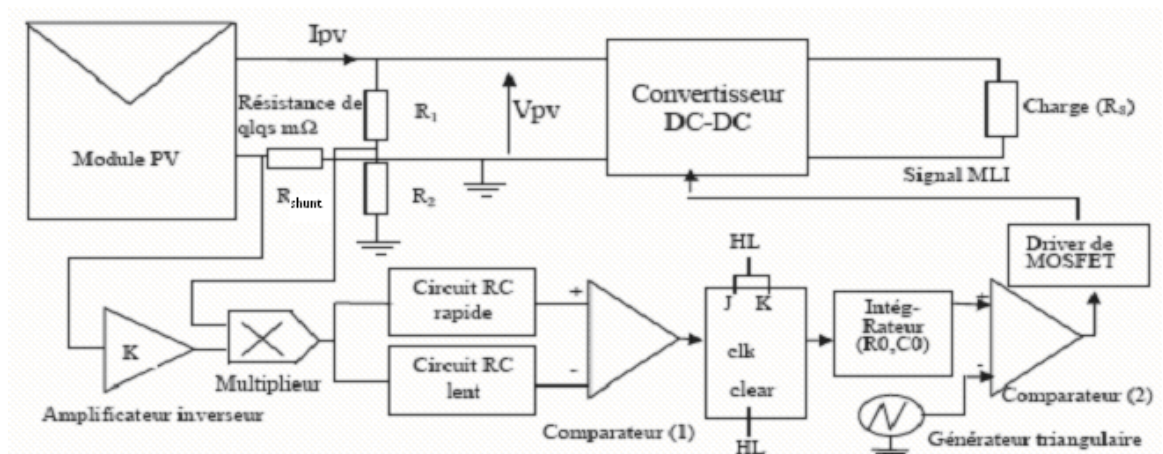 Ipv
Résistance de
qlqs mΩ
R1
Vpv
Convertisseur
DC-DC
Charge (Rs)
Module PV
Rshunt
R2
Signal MLI
HL
Driver de
MOSFET
Circuit RC
rapide
+
J K
Intég-
Rateur
(R0,C0)
+
K
Multiplieur
Circuit RC
lent
-
clk
clear
-
Amplificateur inverseur
Comparateur (1)
HL
Comparateur (2)
Générateur triangulaire